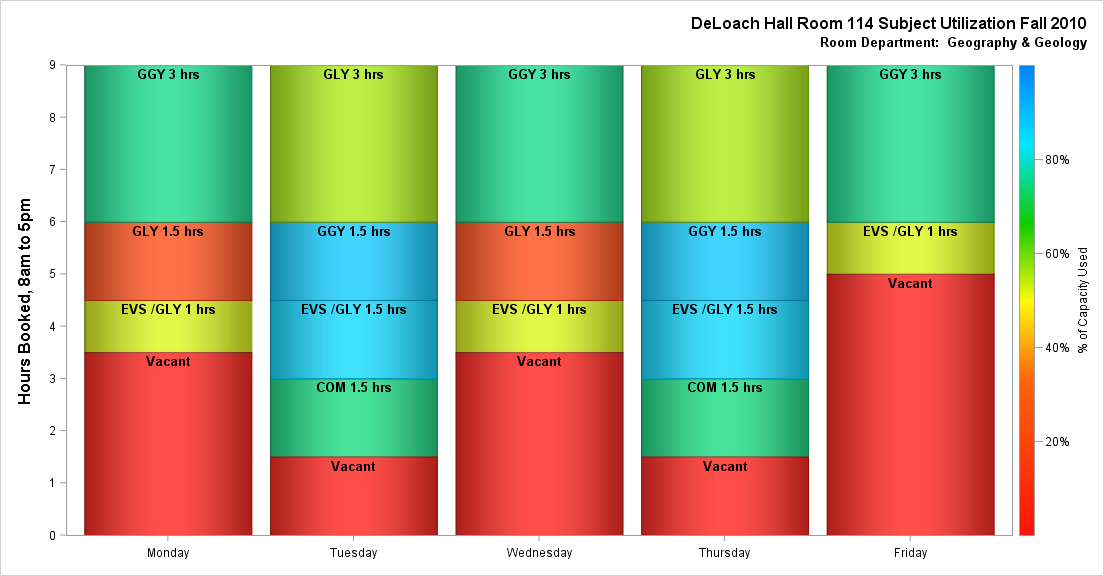 DeLoach Hall Room 114 Subject Utilization Fall 2010
Room Department:  Geography & Geology
Hours Booked, 8am to 5pm
9
8
7
6
5
4
3
2
1
0
GGY 3 hrs
GLY 1.5 hrs
EVS /GLY 1 hrs
Vacant
GLY 3 hrs
GGY 1.5 hrs
EVS /GLY 1.5 hrs
COM 1.5 hrs
Vacant
GGY 3 hrs
GLY 1.5 hrs
EVS /GLY 1 hrs
Vacant
GLY 3 hrs
GGY 1.5 hrs
EVS /GLY 1.5 hrs
COM 1.5 hrs
Vacant
GGY 3 hrs
EVS /GLY 1 hrs
Vacant
Monday
Tuesday
Wednesday
Thursday
Friday
80%
60%
40%
20%
% of Capacity Used